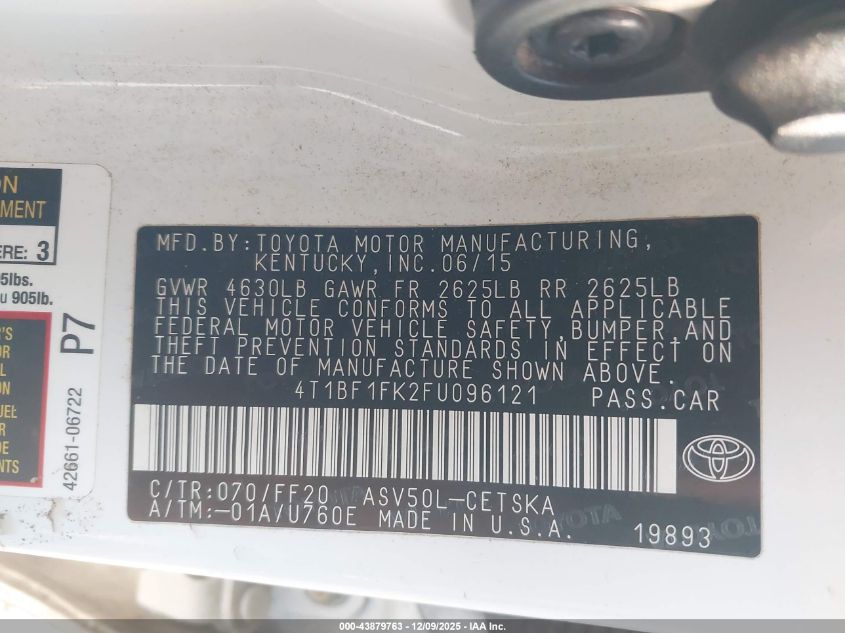 ON
MENT
ERE: 3
5lbs.
u 905lb.
P7
42661-06722
MFD.BY:TOYOTA MOTOR MANUFACTURING,
KENTUCKY,INC.06/15
GVWR 4630LB GAWR FR 2625LB RR 2625LB
THIS VEHICLE CONFORMS TO ALL APPLICABLE
FEDERAL MOTOR VEHICLE SAFETY,BUMPER,AND
THEFT PREVENTION STANDARDS IN EFFECT ON
THE DATE OF MANUFACTURE SHOWN ABOVE.
4T1BF1FK2FU096121 PASS.CAR
C/TR:070/FF20 ASV50L-CETSKA
A/TM:-01A/U760E MADE IN U.S.A.
19893
000-43879763 - 12/09/2025 - IAA Inc.